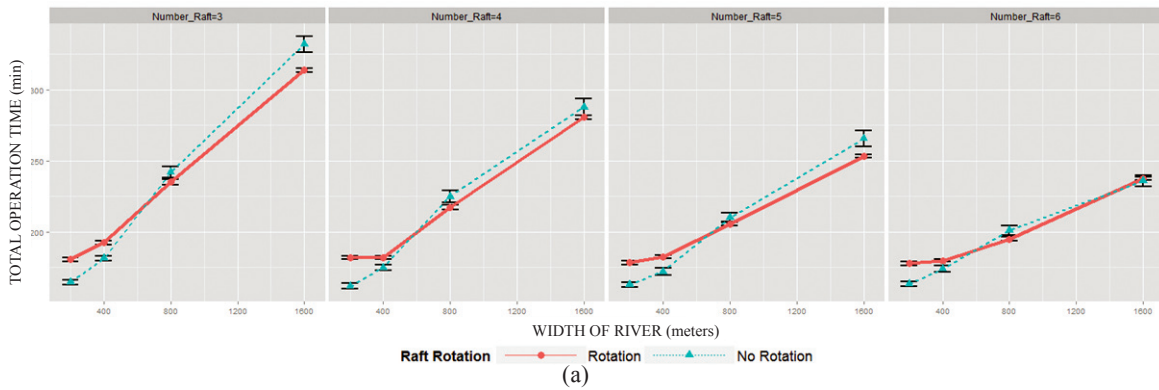 Number_Raft=3 Number_Raft=4 Number_Raft=5 Number_Raft=6
TOTAL OPERATION TIME (min)
300
250
200
400 800 1200 1600 400 800 1200 1600 400 800 1200 1600 400 800 1200 1600
WIDTH OF RIVER (meters)
Raft Rotation Rotation No Rotation
(a)